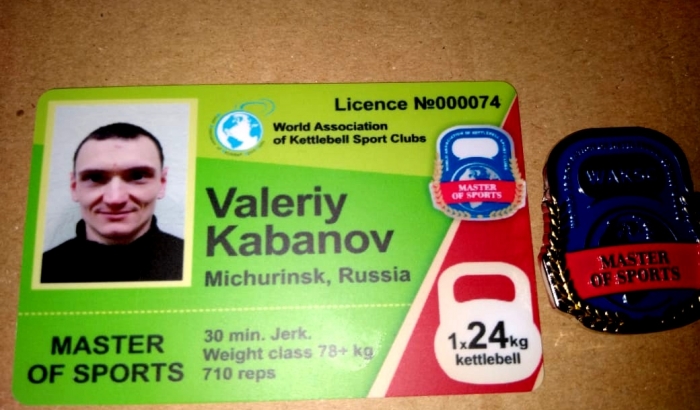 Licence №000074
World Association
of Kettlebell Sport Clubs
Valeriy
Kabanov
Michurinsk, Russia
MASTER
OF SPORTS
30 min. Jerk.
Weight class 78+ kg
710 reps
MASTER
OF SPORTS
1x24kg
kettlebell
MASTER
OF SPORTS